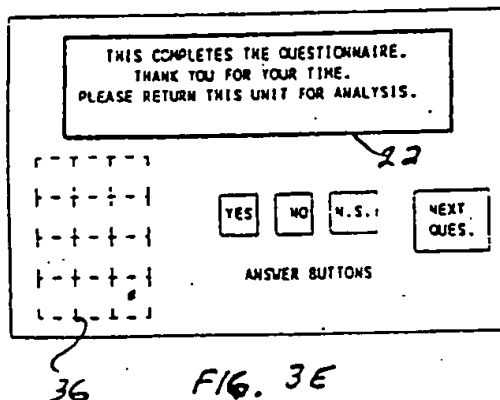 THIS COMPLETES THE QUESTIONNAIRE.
THANK YOU FOR YOUR TIME.
PLEASE RETURN THIS UNIT FOR ANALYSIS.
22
YES NO N.S. NEXT
QUES.
ANSWER BUTTONS
36
FIG. 3E